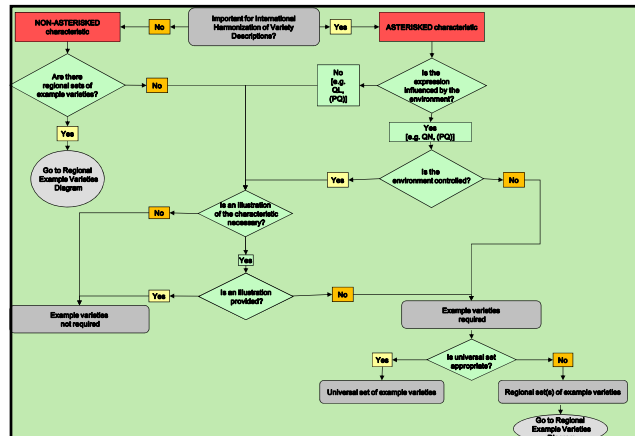 NON-ASTERISKED
characteristic
No
Important for International
Harmonization of Variety
Descriptions?
Yes
ASTERISKED characteristic
Are there
regional sets of
example varieties?
No
No
[e.g.
QL,
(PQ)]
Is the
expression
influenced by the
environment?
Yes
Yes
[e.g. QN, (PQ)]
Go to Regional
Example Varieties
Diagram
Yes
Is the
environment controlled?
No
No
Is an illustration
of the characteristic
necessary?
Yes
Yes
Is an illustration
provided?
No
Example varieties
not required
Example varieties
required
Yes
Is universal set
appropriate?
No
Universal set of example varieties
Regional set(s) of example varieties
Go to Regional
Example Varieties